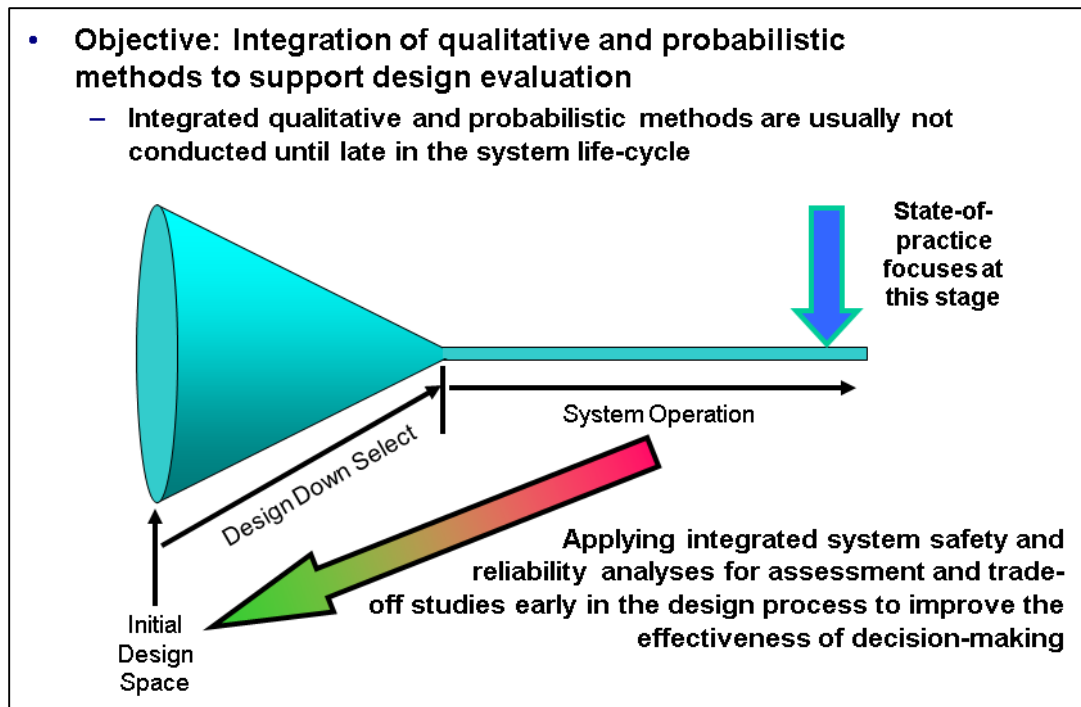 • Objective: Integration of qualitative and probabilistic
methods to support design evaluation
– Integrated qualitative and probabilistic methods are usually not
conducted until late in the system life-cycle
State-of-
practice
focuses at
this stage
System Operation
Design Down Select
Applying integrated system safety and
reliability analyses for assessment and trade-
off studies early in the design process to improve the
effectiveness of decision-making
Initial
Design
Space